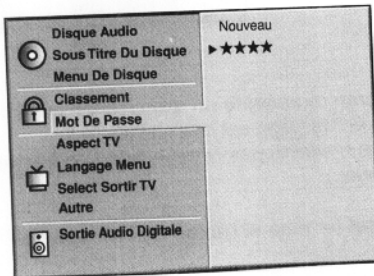 Disque Audio
Sous Titre Du Disque
Menu De Disque
Classement
Mot De Passe
Aspect TV
Langage Menu
Select Sortir TV
Autre
Sortie Audio Digitale
Nouveau
▸★★★★